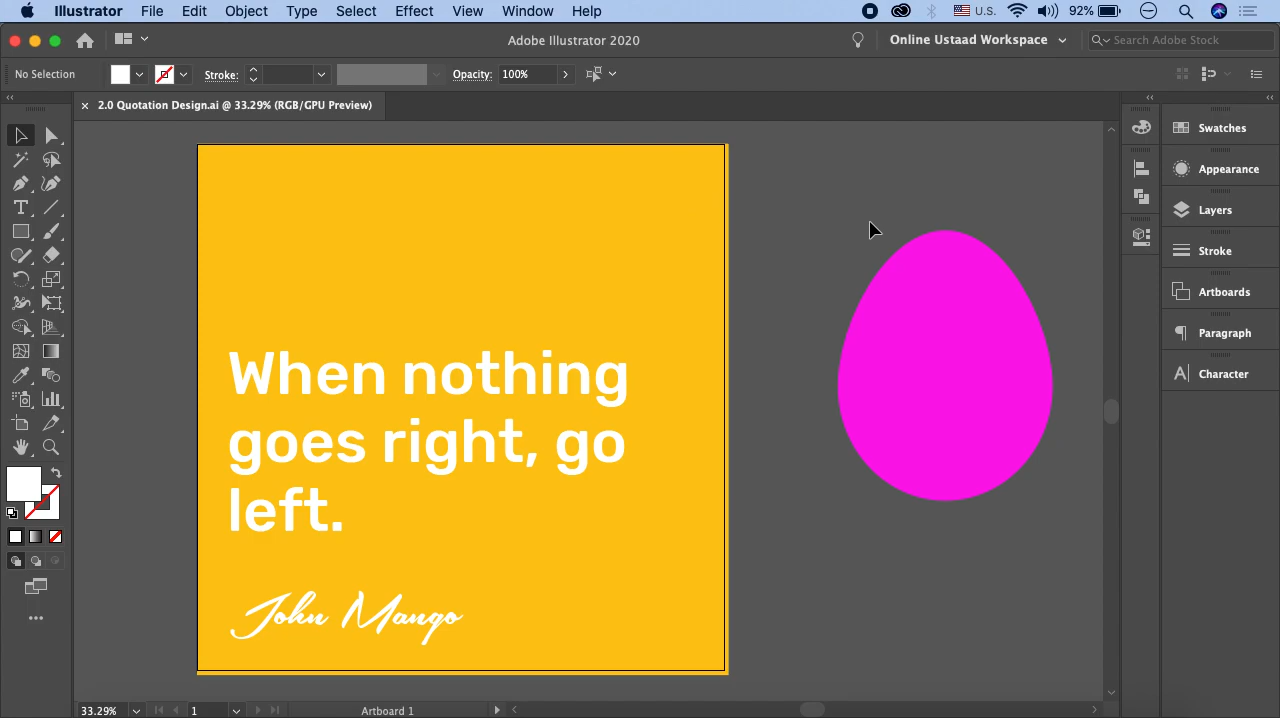 Illustrator File Edit Object Type Select Effect View Window Help U.S. 92%
Adobe Illustrator 2020 Online Ustaad Workspace Search Adobe Stock
No Selection Stroke: Opacity: 100%
2.0 Quotation Design.ai @ 33.29% (RGB/GPU Preview)
Swatches
Appearance
Layers
Stroke
Artboards
Paragraph
Character
When nothing
goes right, go
left.
John Mango
33.29% 1 Artboard 1